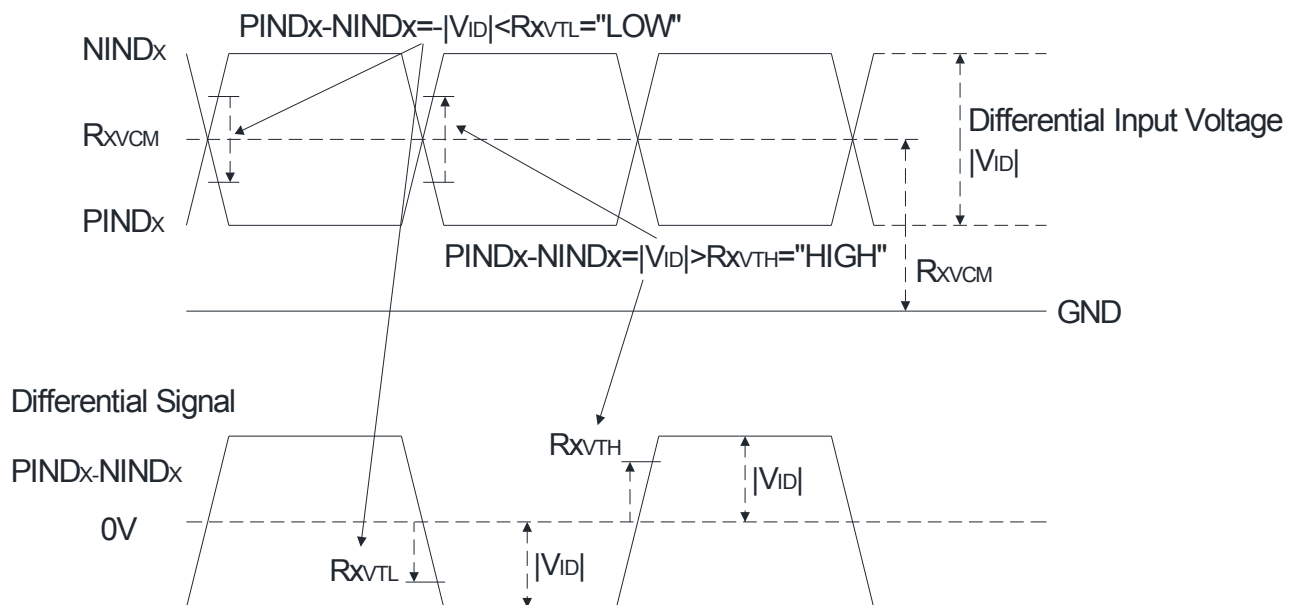 PINDx-NINDx=-|VID|<RxVTL="LOW"
NINDx
RXVCM
Differential Input Voltage
|VID|
PINDx
PINDx-NINDx=|VID|>RxVTH="HIGH"
RXVCM
GND
Differential Signal
RxVTH
PINDx-NINDx
|VID|
0V
RxVTL
|VID|